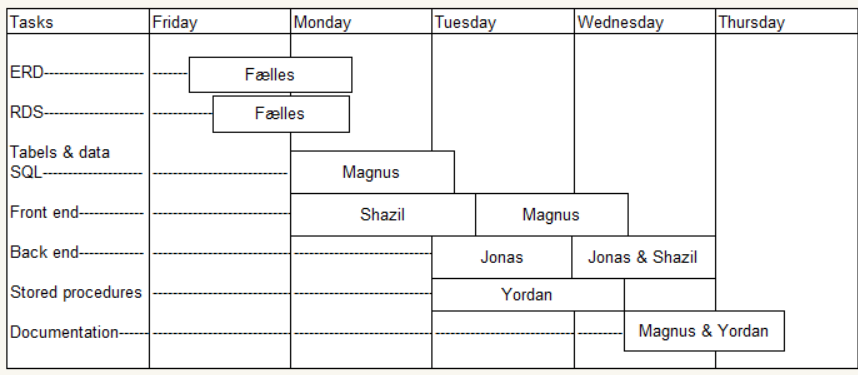 Tasks Friday Monday Tuesday Wednesday Thursday
ERD Fælles
RDS Fælles
Tabels & data
SQL Magnus
Front end Shazil Magnus
Back end Jonas Jonas & Shazil
Stored procedures Yordan
Documentation Magnus & Yordan